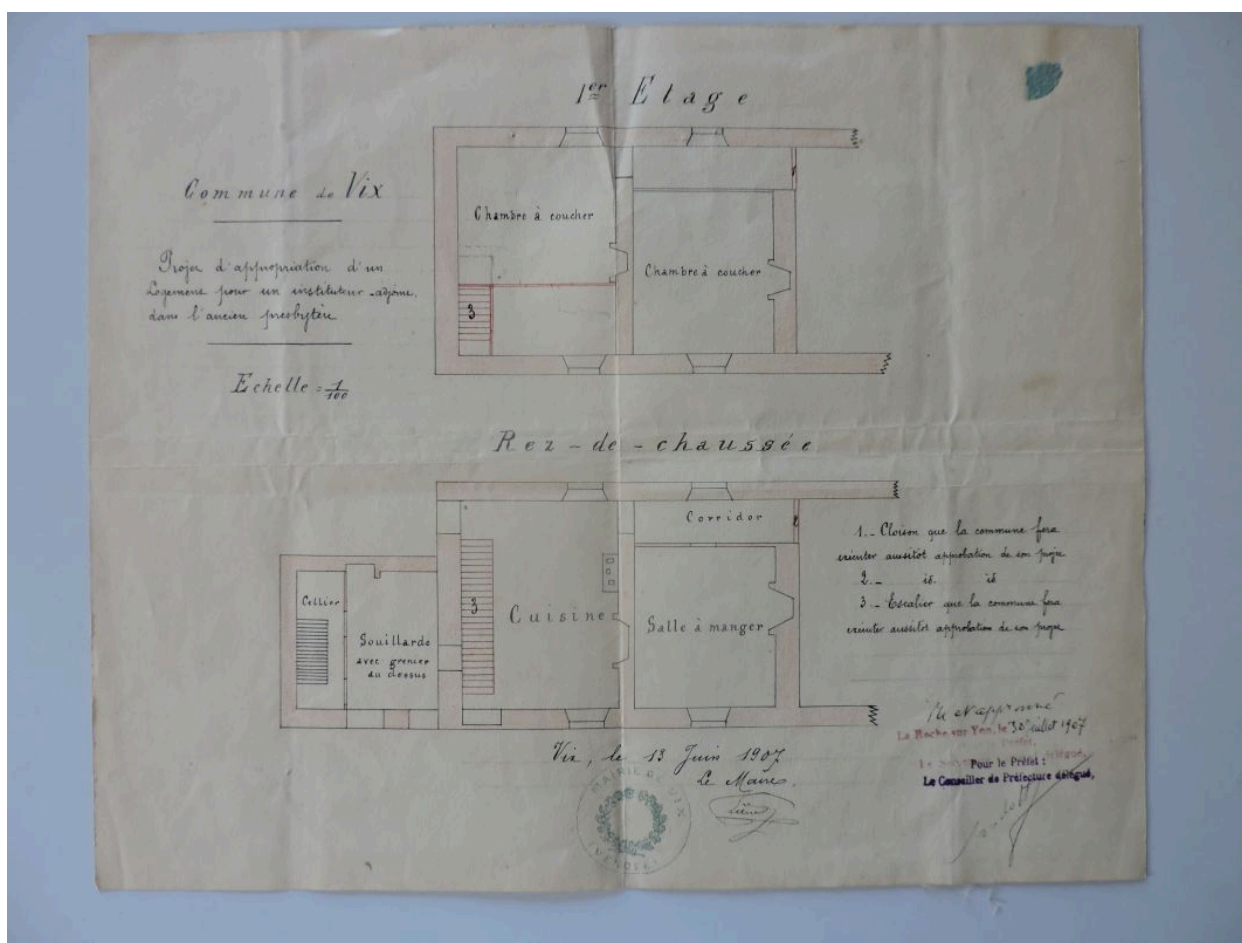 1er Etage
Commune de Vix
Projet d'appropriation d'un
Logement pour un instituteur-adjoint,
dans l'ancien presbytère
Echelle = 1/100
Chambre à coucher
Chambre à coucher
3
Rez-de-chaussée
Corridor
Cellier
Souillarde
avec grenier
au dessus
3
Cuisine
Salle à manger
1. - Cloison que la commune fera
exécuter aussitôt approbation de son projet
2. - id. id
3. - Escalier que la commune fera
exécuter aussitôt approbation de son projet
Vix, le 13 Juin 1907
Le Maire,
MAIRIE DE VIX
(VENDÉE)
Vu et approuvé
La Roche-sur-Yon, le 30 Juillet 1907
Pour le Préfet :
Le Conseiller de Préfecture délégué,